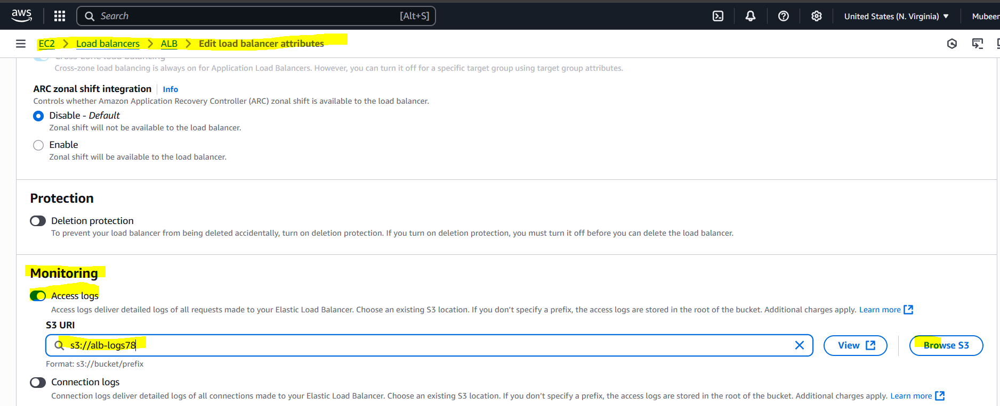 aws Search [Alt+S] United States (N. Virginia) Mubeen
EC2 > Load balancers > ALB > Edit load balancer attributes
Cross-zone load balancing
Cross-zone load balancing is always on for Application Load Balancers. However, you can turn it off for a specific target group using target group attributes.
ARC zonal shift integration Info
Controls whether Amazon Application Recovery Controller (ARC) zonal shift is available to the load balancer.
Disable - Default
Zonal shift will not be available to the load balancer.
Enable
Zonal shift will be available to the load balancer.
Protection
Deletion protection
To prevent your load balancer from being deleted accidentally, turn on deletion protection. If you turn on deletion protection, you must turn it off before you can delete the load balancer.
Monitoring
Access logs
Access logs deliver detailed logs of all requests made to your Elastic Load Balancer. Choose an existing S3 location. If you don’t specify a prefix, the access logs are stored in the root of the bucket. Additional charges apply. Learn more
S3 URI
s3://alb-logs78 View Browse S3
Format: s3://bucket/prefix
Connection logs
Connection logs deliver detailed logs of all connections made to your Elastic Load Balancer. Choose an existing S3 location. If you don’t specify a prefix, the access logs are stored in the root of the bucket. Additional charges apply. Learn more